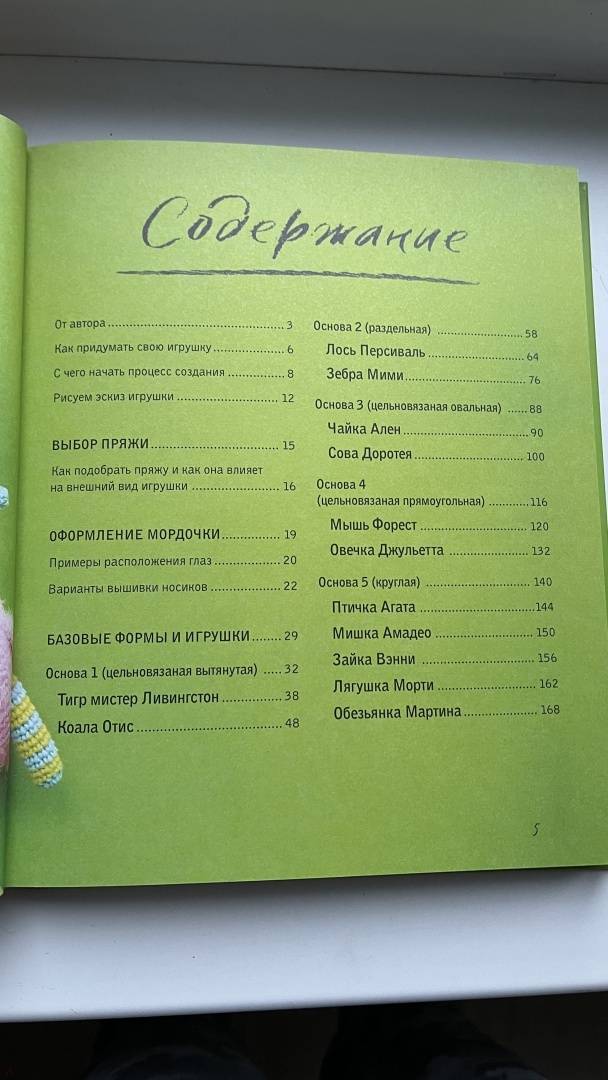 Содержание
От автора 3
Как придумать свою игрушку 6
С чего начать процесс создания 8
Рисуем эскиз игрушки 12
ВЫБОР ПРЯЖИ 15
Как подобрать пряжу и как она влияет
на внешний вид игрушки 16
ОФОРМЛЕНИЕ МОРДОЧКИ 19
Примеры расположения глаз 20
Варианты вышивки носиков 22
БАЗОВЫЕ ФОРМЫ И ИГРУШКИ 29
Основа 1 (цельновязаная вытянутая) 32
Тигр мистер Ливингстон 38
Коала Отис 48
Основа 2 (раздельная) 58
Лось Персиваль 64
Зебра Мими 76
Основа 3 (цельновязаная овальная) 88
Чайка Ален 90
Сова Доротея 100
Основа 4
(цельновязаная прямоугольная) 116
Мышь Форест 120
Овечка Джульетта 132
Основа 5 (круглая) 140
Птичка Агата 144
Мишка Амадео 150
Зайка Вэнни 156
Лягушка Морти 162
Обезьянка Мартина 168
5